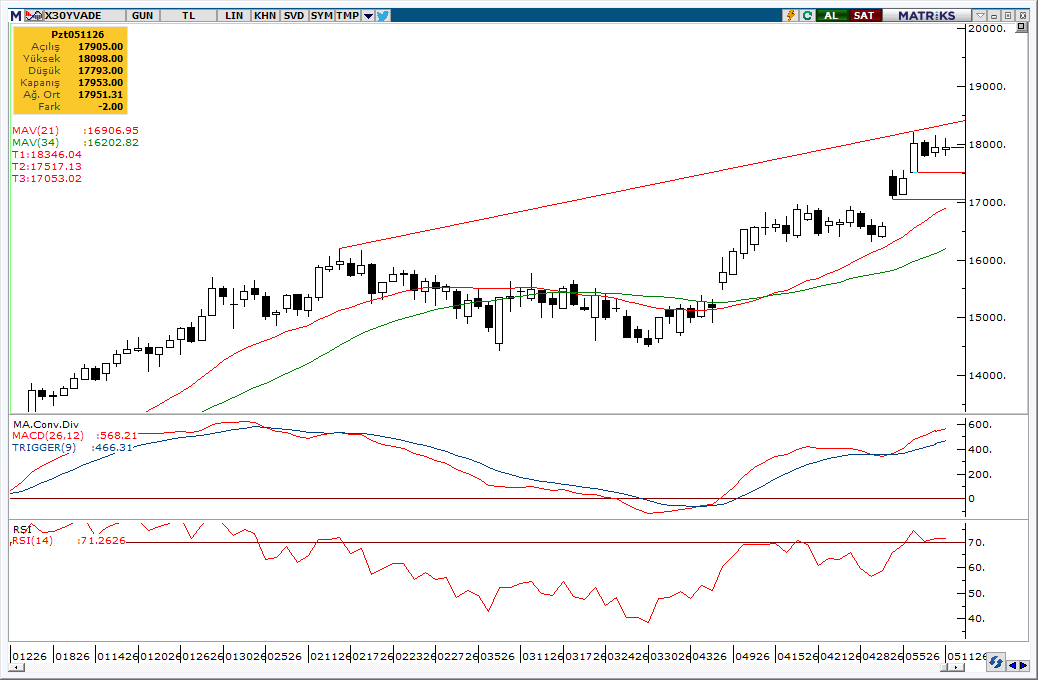 M X30YVADE GUN TL LIN KHN SVD SYM TMP AL SAT MATRiKS
Pzt051126
Açılış 17905.00
Yüksek 18098.00
Düşük 17793.00
Kapanış 17953.00
Ağ. Ort 17951.31
Fark -2.00
MAV(21) :16906.95
MAV(34) :16202.82
T1:18346.04
T2:17517.13
T3:17053.02
20000.
19000.
18000.
17000.
16000.
15000.
14000.
MA.Conv.Div
MACD(26,12) :568.21
TRIGGER(9) :466.31
600.
400.
200.
0
RSI
RSI(14) :71.2626
70.
60.
50.
40.
01226 01826 011426 012026 012626 013026 02526 021126 021726 022326 022726 03526 031126 031726 032426 033026 04326 04926 041526 042126 042826 05526 051126